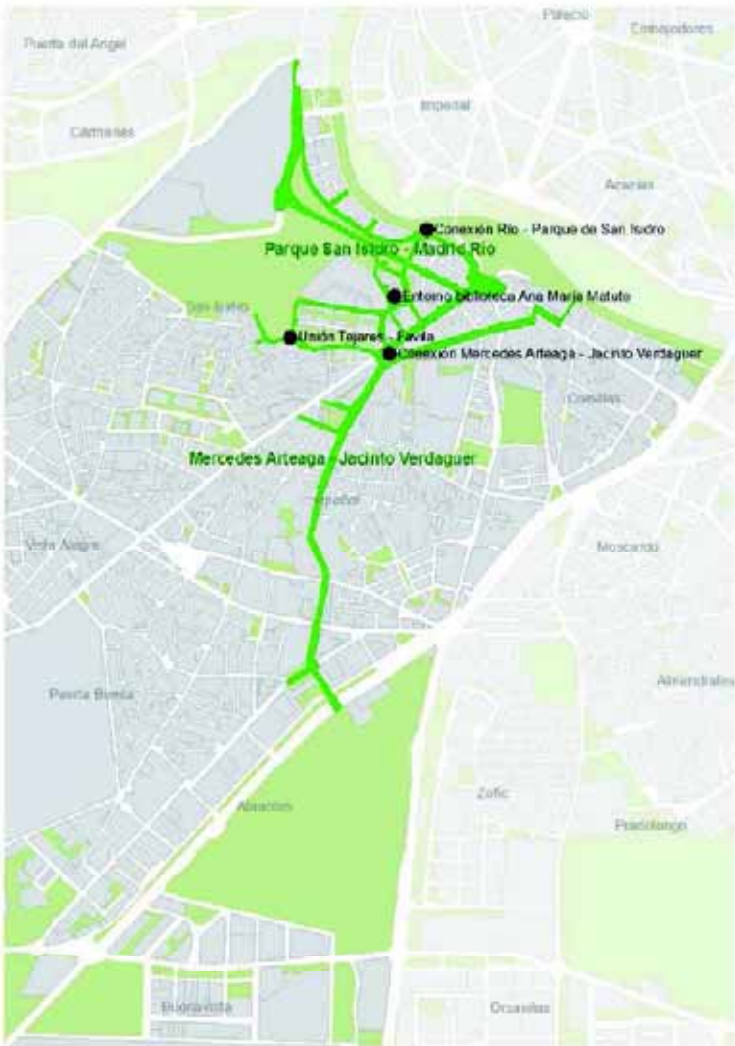 Palacio
Puerta del Angel
Embajadores
Imperial
Cármenes
Acacias
Conexión Río - Parque de San Isidro
Parque San Isidro - Madrid Río
Entorno biblioteca Ana María Matute
San Isidro
Unión Tejares - Favila
Conexión Mercedes Arteaga - Jacinto Verdaguer
Comillas
Mercedes Arteaga - Jacinto Verdaguer
Opañel
Vista Alegre
Moscardó
Puerta Bonita
Almendrales
Abrantes
Zofío
Pradolongo
Buenavista
Orcasitas